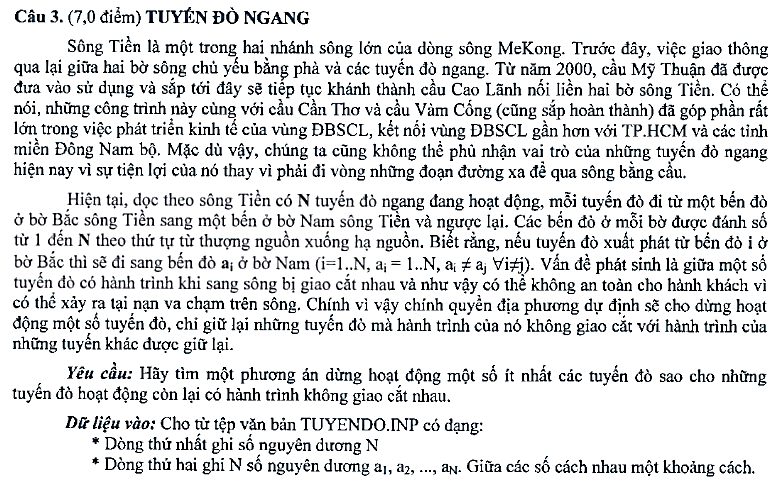 Câu 3. (7,0 điểm) TUYẾN ĐÒ NGANG
Sông Tiền là một trong hai nhánh sông lớn của dòng sông MeKong. Trước đây, việc giao thông
qua lại giữa hai bờ sông chủ yếu bằng phà và các tuyến đò ngang. Từ năm 2000, cầu Mỹ Thuận đã được
đưa vào sử dụng và sắp tới đây sẽ tiếp tục khánh thành cầu Cao Lãnh nối liền hai bờ sông Tiền. Có thể
nói, những công trình này cùng với cầu Cần Thơ và cầu Vàm Cống (cũng sắp hoàn thành) đã góp phần rất
lớn trong việc phát triển kinh tế của vùng ĐBSCL, kết nối vùng ĐBSCL gần hơn với TP.HCM và các tỉnh
miền Đông Nam bộ. Mặc dù vậy, chúng ta cũng không thể phủ nhận vai trò của những tuyến đò ngang
hiện nay vì sự tiện lợi của nó thay vì phải đi vòng những đoạn đường xa để qua sông bằng cầu.
Hiện tại, dọc theo sông Tiền có N tuyến đò ngang đang hoạt động, mỗi tuyến đò đi từ một bến đò
ở bờ Bắc sông Tiền sang một bến ở bờ Nam sông Tiền và ngược lại. Các bến đò ở mỗi bờ được đánh số
từ 1 đến N theo thứ tự từ thượng nguồn xuống hạ nguồn. Biết rằng, nếu tuyến đò xuất phát từ bến đò i ở
bờ Bắc thì sẽ đi sang bến đò aᵢ ở bờ Nam (i=1..N, aᵢ = 1..N, aᵢ ≠ aⱼ ∀i≠j). Vấn đề phát sinh là giữa một số
tuyến đò có hành trình khi sang sông bị giao cắt nhau và như vậy có thể không an toàn cho hành khách vì
có thể xảy ra tại nạn va chạm trên sông. Chính vì vậy chính quyền địa phương dự định sẽ cho dừng hoạt
động một số tuyến đò, chỉ giữ lại những tuyến đò mà hành trình của nó không giao cắt với hành trình của
những tuyến khác được giữ lại.
Yêu cầu: Hãy tìm một phương án dừng hoạt động một số ít nhất các tuyến đò sao cho những
tuyến đò hoạt động còn lại có hành trình không giao cắt nhau.
Dữ liệu vào: Cho từ tệp văn bản TUYENDO.INP có dạng:
* Dòng thứ nhất ghi số nguyên dương N
* Dòng thứ hai ghi N số nguyên dương a₁, a₂, ..., a_N. Giữa các số cách nhau một khoảng cách.